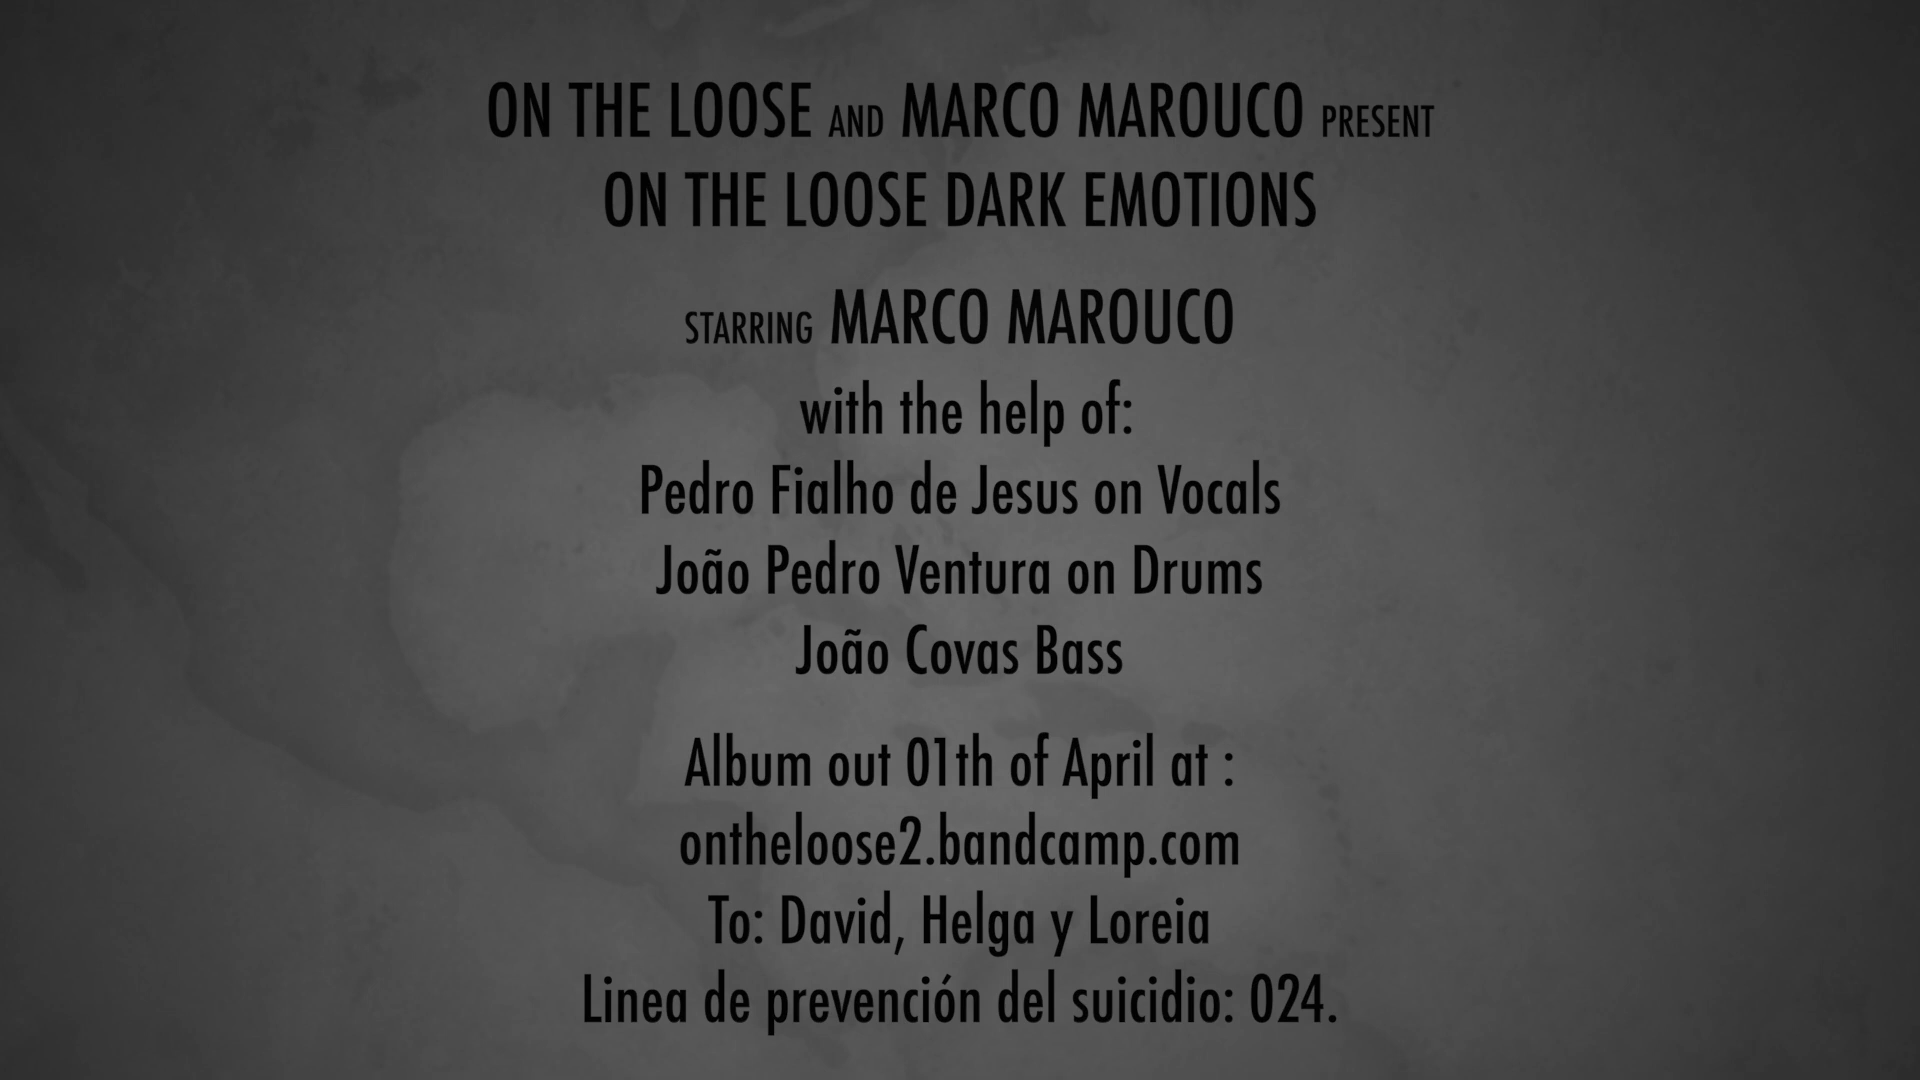 ON THE LOOSE AND MARCO MAROUCO PRESENT
ON THE LOOSE DARK EMOTIONS
STARRING MARCO MAROUCO
with the help of:
Pedro Fialho de Jesus on Vocals
João Pedro Ventura on Drums
João Covas Bass
Album out 01th of April at :
ontheloose2.bandcamp.com
To: David, Helga y Loreia
Linea de prevención del suicidio: 024.